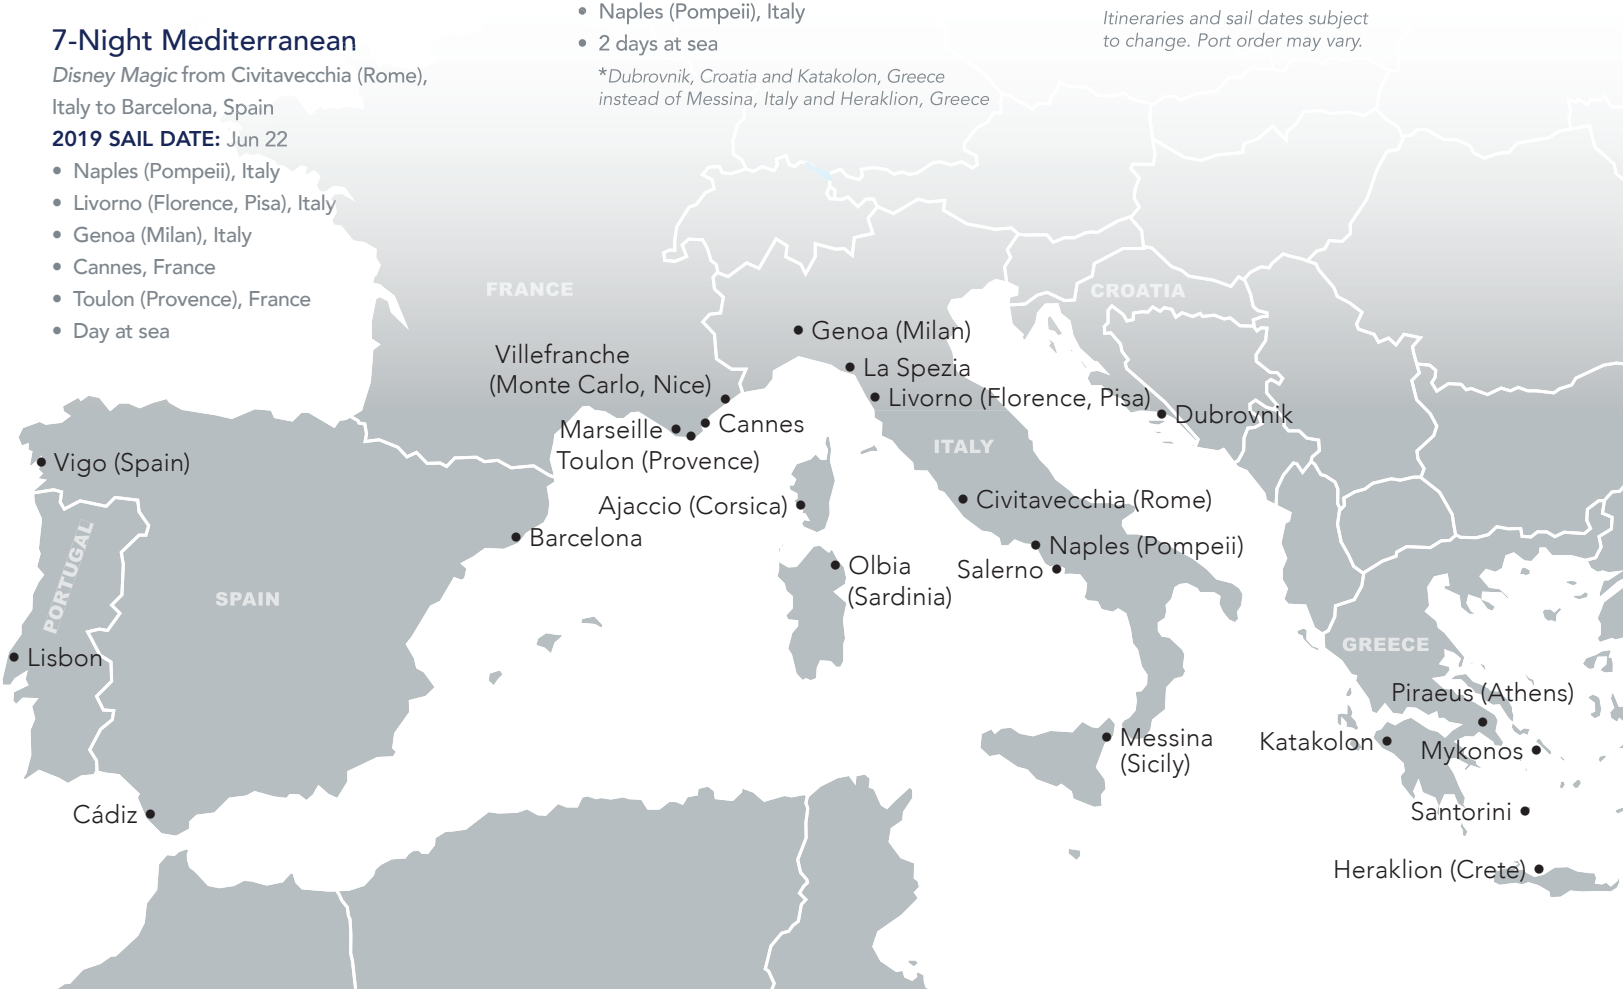 7-Night Mediterranean
Disney Magic from Civitavecchia (Rome),
Italy to Barcelona, Spain
2019 SAIL DATE: Jun 22
• Naples (Pompeii), Italy
• Livorno (Florence, Pisa), Italy
• Genoa (Milan), Italy
• Cannes, France
• Toulon (Provence), France
• Day at sea
• Naples (Pompeii), Italy
• 2 days at sea
*Dubrovnik, Croatia and Katakolon, Greece
instead of Messina, Italy and Heraklion, Greece
Itineraries and sail dates subject
to change. Port order may vary.
FRANCE
CROATIA
Genoa (Milan)
Villefranche
(Monte Carlo, Nice)
La Spezia
Livorno (Florence, Pisa)
Dubrovnik
Cannes
Marseille
Toulon (Provence)
ITALY
Vigo (Spain)
Ajaccio (Corsica)
Civitavecchia (Rome)
Barcelona
Naples (Pompeii)
Olbia
(Sardinia)
Salerno
PORTUGAL
SPAIN
GREECE
Lisbon
Piraeus (Athens)
Messina
(Sicily)
Katakolon
Mykonos
Cádiz
Santorini
Heraklion (Crete)